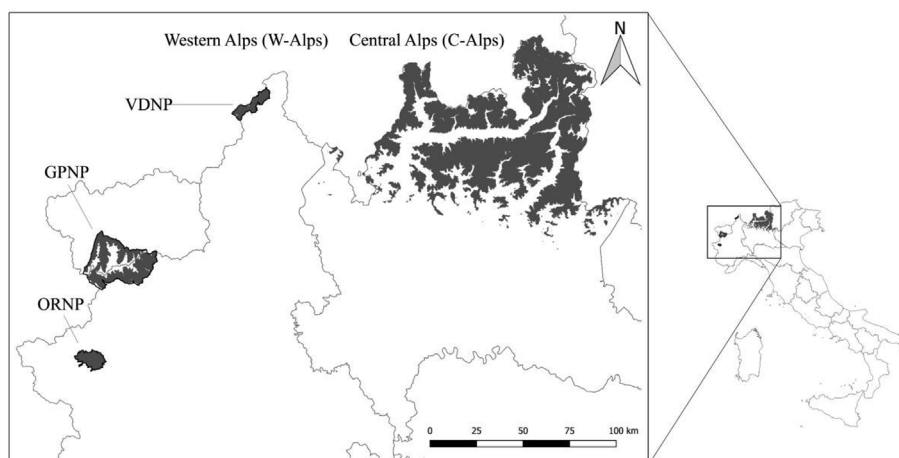 Western Alps (W-Alps) Central Alps (C-Alps)
N
VDNP
GPNP
ORNP
0 25 50 75 100 km